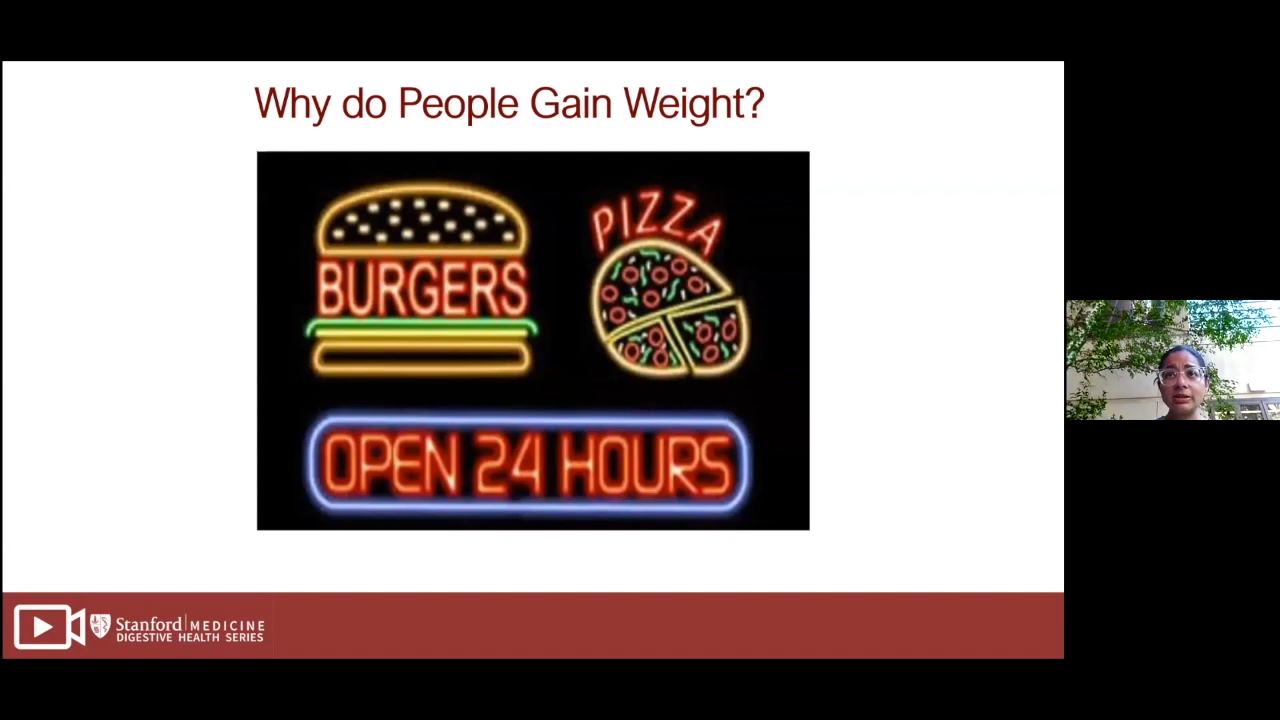 Why do People Gain Weight?
BURGERS
PIZZA
OPEN 24 HOURS
Stanford MEDICINE
DIGESTIVE HEALTH SERIES